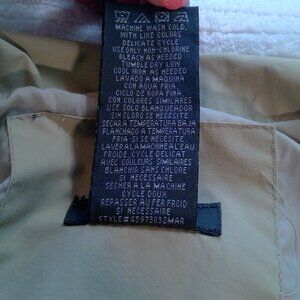 MACHINE WASH COLD,
WITH LIKE COLORS
DELICATE CYCLE
USE ONLY NON-CHLORINE
BLEACH AS NEEDED
TUMBLE DRY LOW
COOL IRON AS NEEDED
LAVADO A MAQUINA
CON AGUA FRIA,
CICLO DE ROPA FINA
CON COLORES SIMILARES
USE SOLO BLANQUEADOR
SIN CLORO SE NECESITE
SECAR A TEMPERATURA BAJA
PLANCHADO A TEMPERATURA
FRIA SI SE NECESITE
LAVER A LA MACHINE A L'EAU
FROIDE, CYCLE DELICAT
AVEC COULEURS SIMILAIRES
BLANCHIR SANS CHLORE
SI NECESSAIRE
SECHER A LA MACHINE
CYCLE DOUX
REPASSER AU FER FROID
SI NECESSAIRE
STYLE#45973032MAR